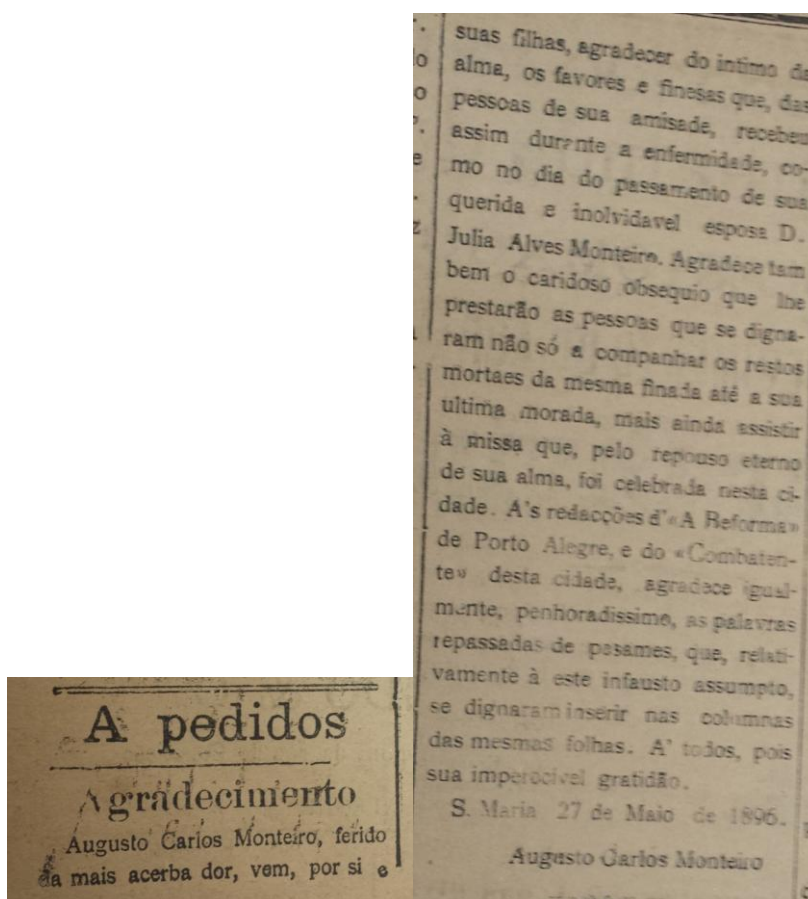 A pedidos
Agradecimento
Augusto Carlos Monteiro, ferido
da mais acerba dor, vem, por si e
suas filhas, agradecer do intimo da
alma, os favores e finesas que, das
pessoas de sua amisade, recebeu
assim durante a enfermidade, co-
mo no dia do passamento de sua
querida e inolvidavel esposa D.
Julia Alves Monteiro. Agradece tam
bem o caridoso obsequio que lhe
prestarão as pessoas que se digna-
ram não só a companhar os restos
mortaes da mesma finada até a sua
ultima morada, mais ainda assistir
à missa que, pelo repouso eterno
de sua alma, foi celebrada nesta ci-
dade. A's redacções d'«A Reforma»
de Porto Alegre, e do «Combaten-
te» desta cidade, agradece igual-
mente, penhoradissimo, as palavras
repassadas de pesames, que, relati-
vamente à este infausto assumpto,
se dignaram inserir nas columnas
das mesmas folhas. A' todos, pois
sua imperocivel gratidão.
S. Maria 27 de Maio de 1896.
Augusto Carlos Monteiro